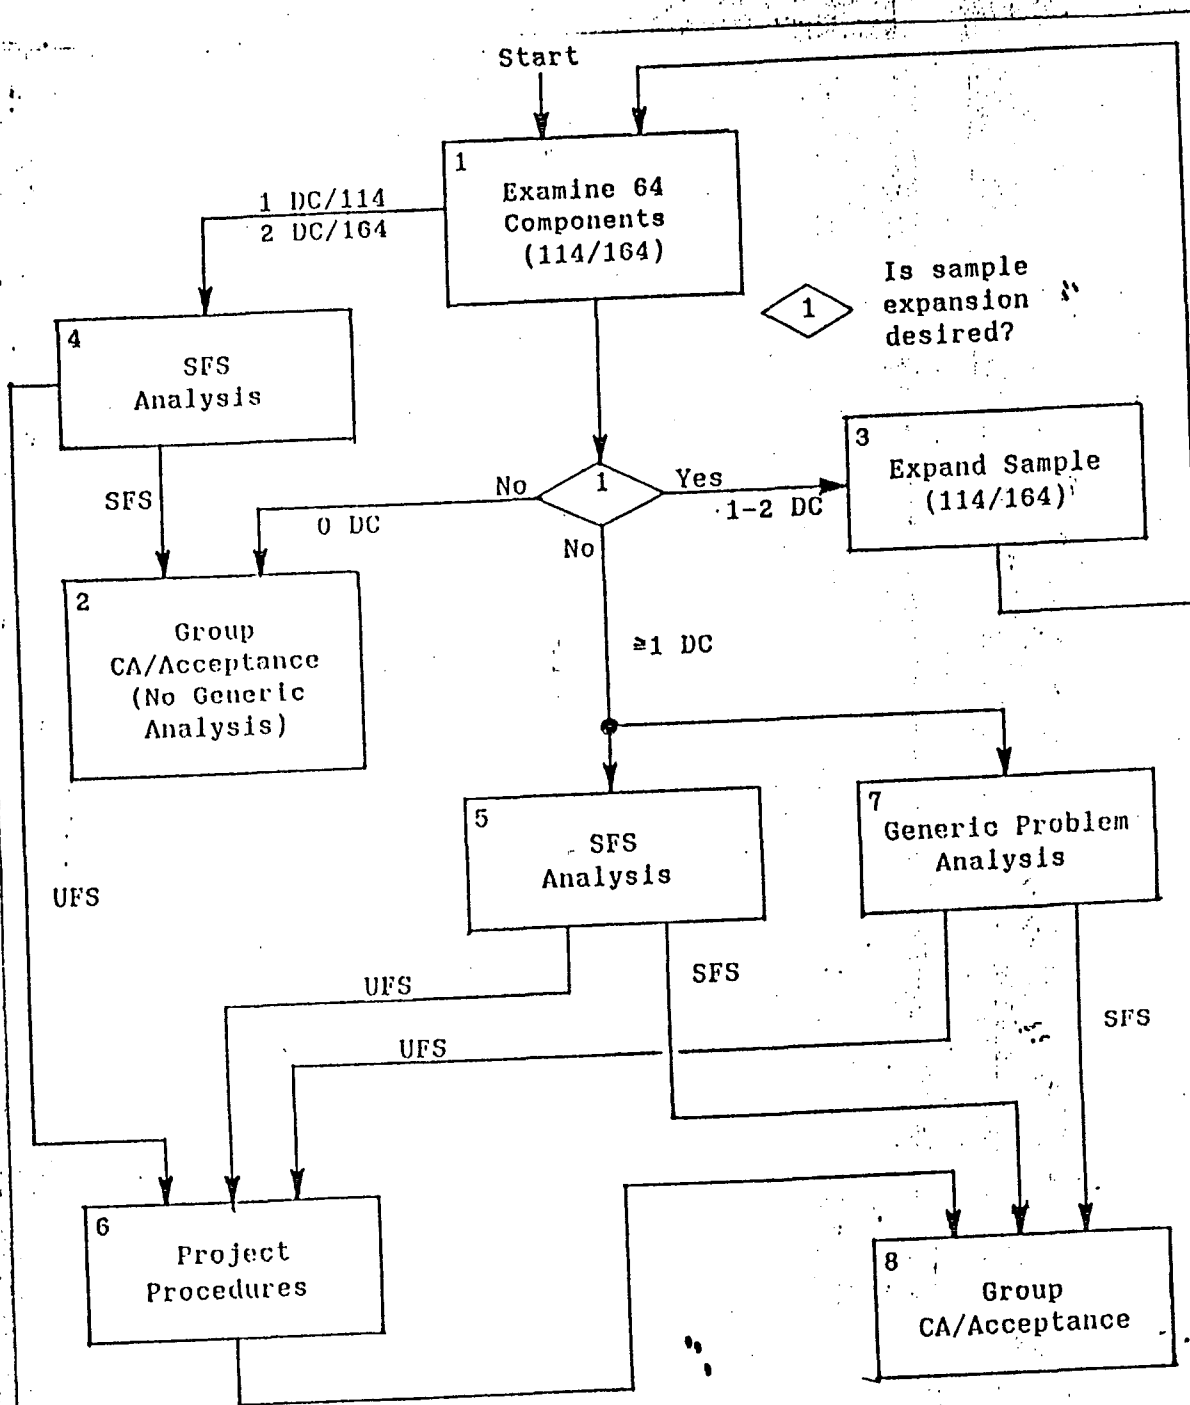 Start
1
Examine 64
Components
(114/164)
1 DC/114
2 DC/164
1
Is sample
expansion
desired?
4
SFS
Analysis
3
Expand Sample
(114/164)
1
No
Yes
1-2 DC
0 DC
No
SFS
2
Group
CA/Acceptance
(No Generic
Analysis)
≧1 DC
5
SFS
Analysis
7
Generic Problem
Analysis
UFS
UFS
SFS
UFS
SFS
6
Project
Procedures
8
Group
CA/Acceptance